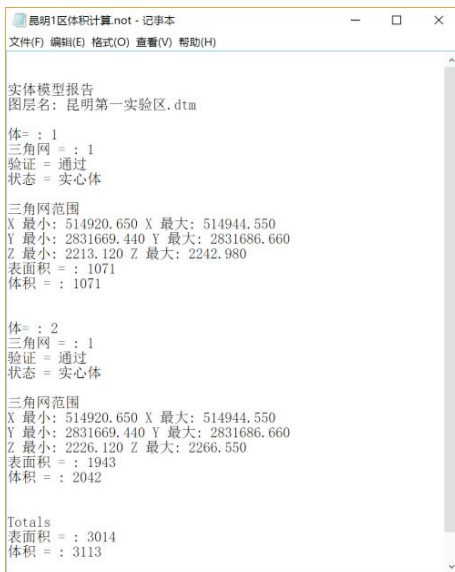 昆明1区体积计算.not - 记事本
文件(F) 编辑(E) 格式(O) 查看(V) 帮助(H)
实体模型报告
图层名: 昆明第一实验区.dtm
体= : 1
三角网 = : 1
验证 = 通过
状态 = 实心体
三角网范围
X 最小: 514920.650 X 最大: 514944.550
Y 最小: 2831669.440 Y 最大: 2831686.660
Z 最小: 2213.120 Z 最大: 2242.980
表面积 = : 1071
体积 = : 1071
体= : 2
三角网 = : 1
验证 = 通过
状态 = 实心体
三角网范围
X 最小: 514920.650 X 最大: 514944.550
Y 最小: 2831669.440 Y 最大: 2831686.660
Z 最小: 2226.120 Z 最大: 2266.550
表面积 = : 1943
体积 = : 2042
Totals
表面积 = : 3014
体积 = : 3113